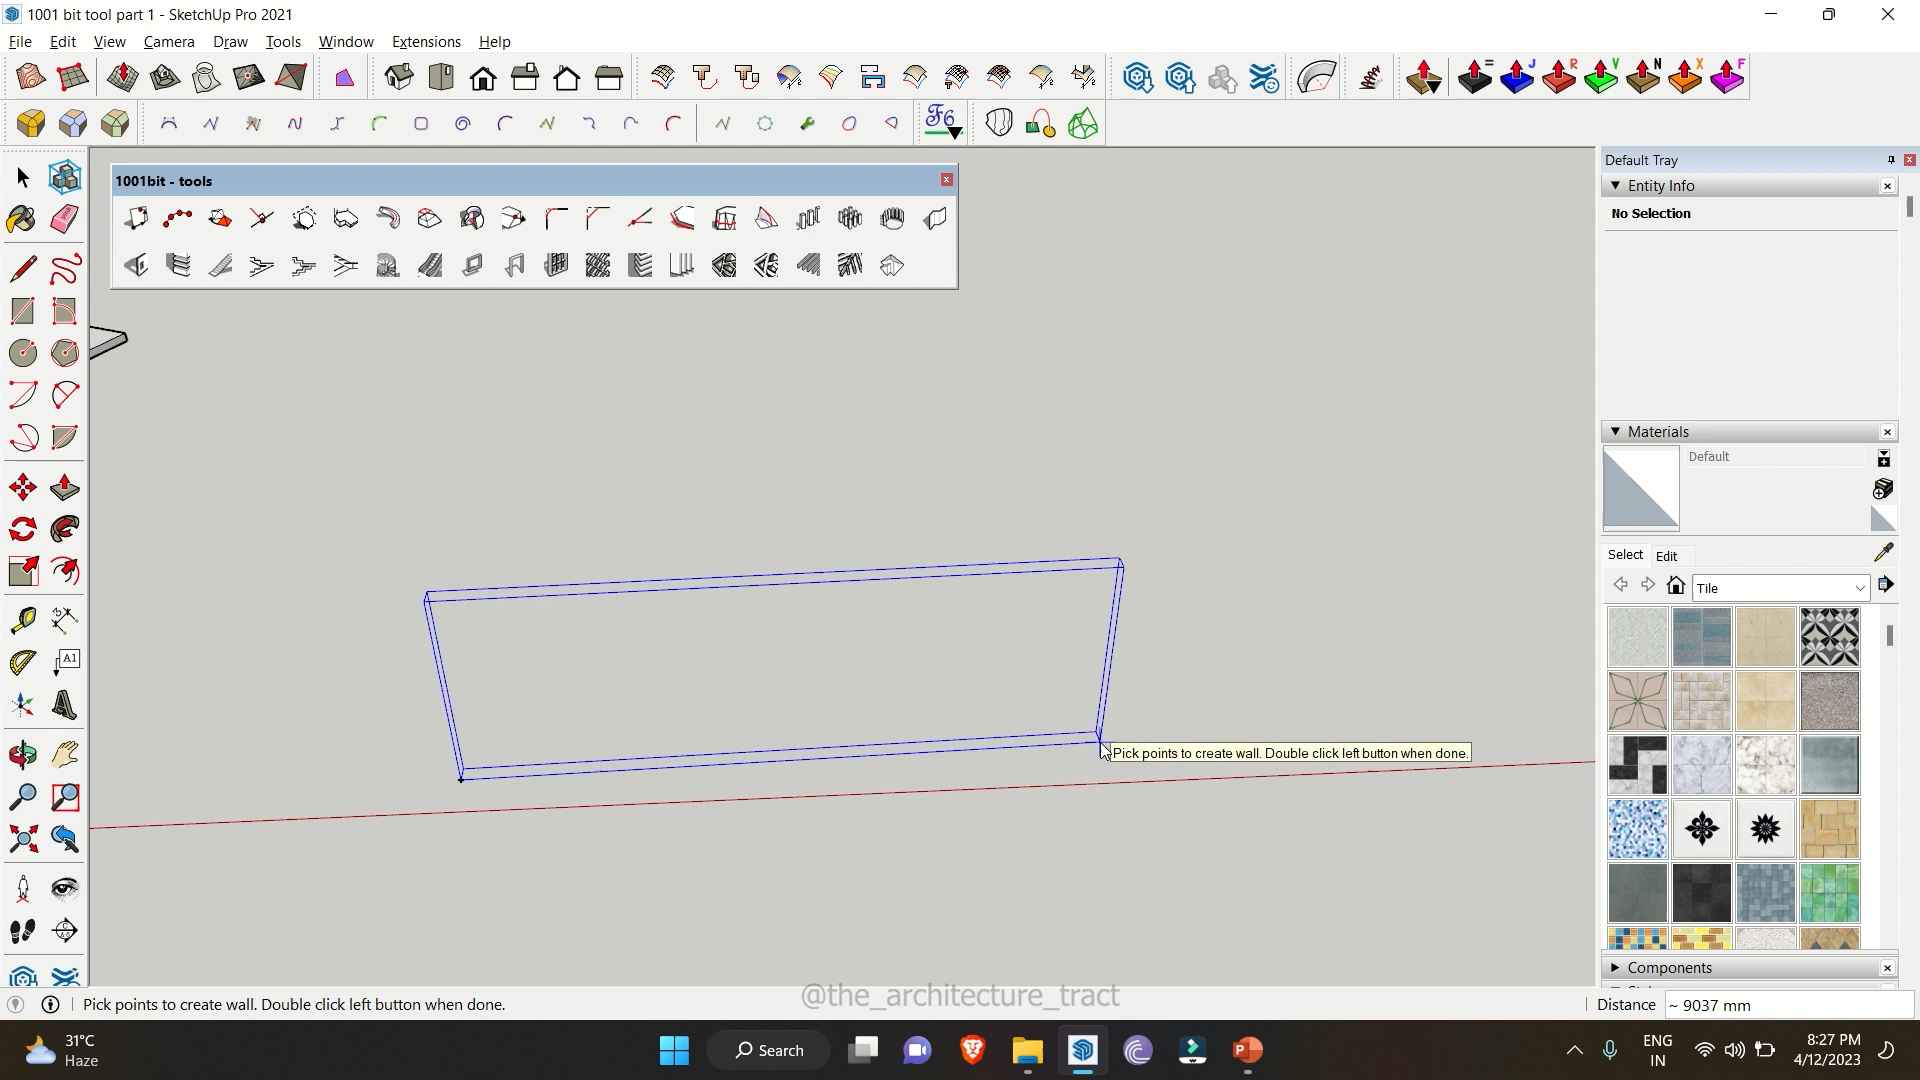 1001 bit tool part 1 - SketchUp Pro 2021
File Edit View Camera Draw Tools Window Extensions Help
= J R V N X F
F6
Default Tray
1001bit - tools
Entity Info
No Selection
Materials
Default
Select Edit
Tile
A1
Pick points to create wall. Double click left button when done.
Components
Pick points to create wall. Double click left button when done.
@the_architecture_tract
Distance ~ 9037 mm
31°C
Haze
Search
ENG
IN
8:27 PM
4/12/2023